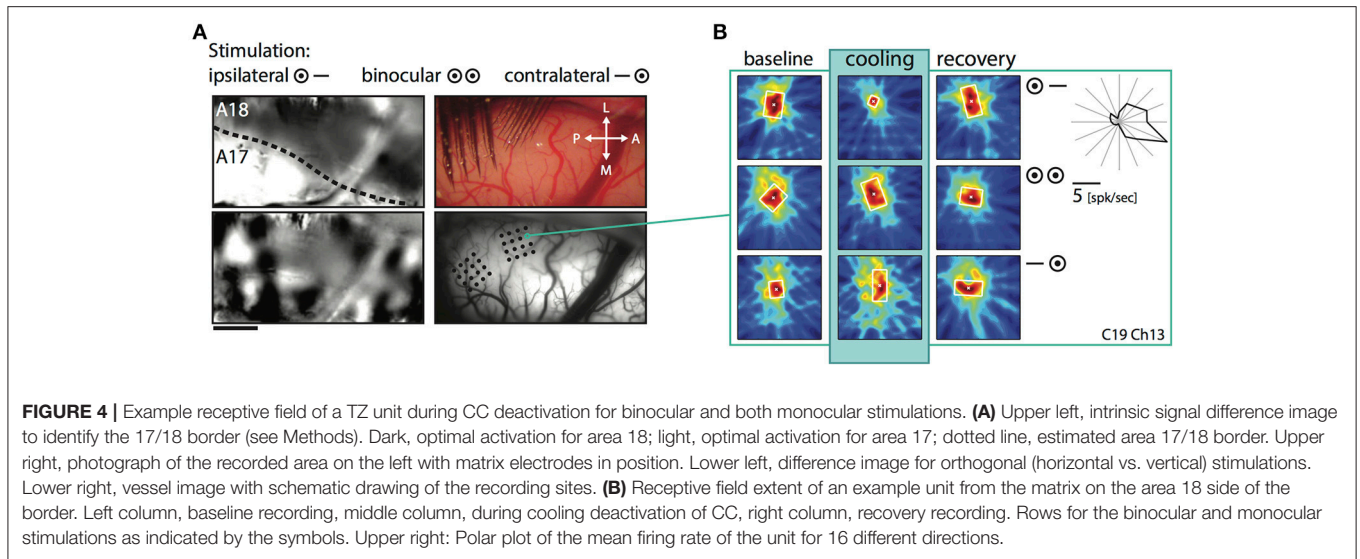 A
Stimulation:
ipsilateral ⊙ — binocular ⊙⊙ contralateral — ⊙
A18
A17
L
P A
M
B
baseline cooling recovery
⊙ —
⊙⊙
5 [spk/sec]
— ⊙
C19 Ch13
FIGURE 4 | Example receptive field of a TZ unit during CC deactivation for binocular and both monocular stimulations. (A) Upper left, intrinsic signal difference image
to identify the 17/18 border (see Methods). Dark, optimal activation for area 18; light, optimal activation for area 17; dotted line, estimated area 17/18 border. Upper
right, photograph of the recorded area on the left with matrix electrodes in position. Lower left, difference image for orthogonal (horizontal vs. vertical) stimulations.
Lower right, vessel image with schematic drawing of the recording sites. (B) Receptive field extent of an example unit from the matrix on the area 18 side of the
border. Left column, baseline recording, middle column, during cooling deactivation of CC, right column, recovery recording. Rows for the binocular and monocular
stimulations as indicated by the symbols. Upper right: Polar plot of the mean firing rate of the unit for 16 different directions.